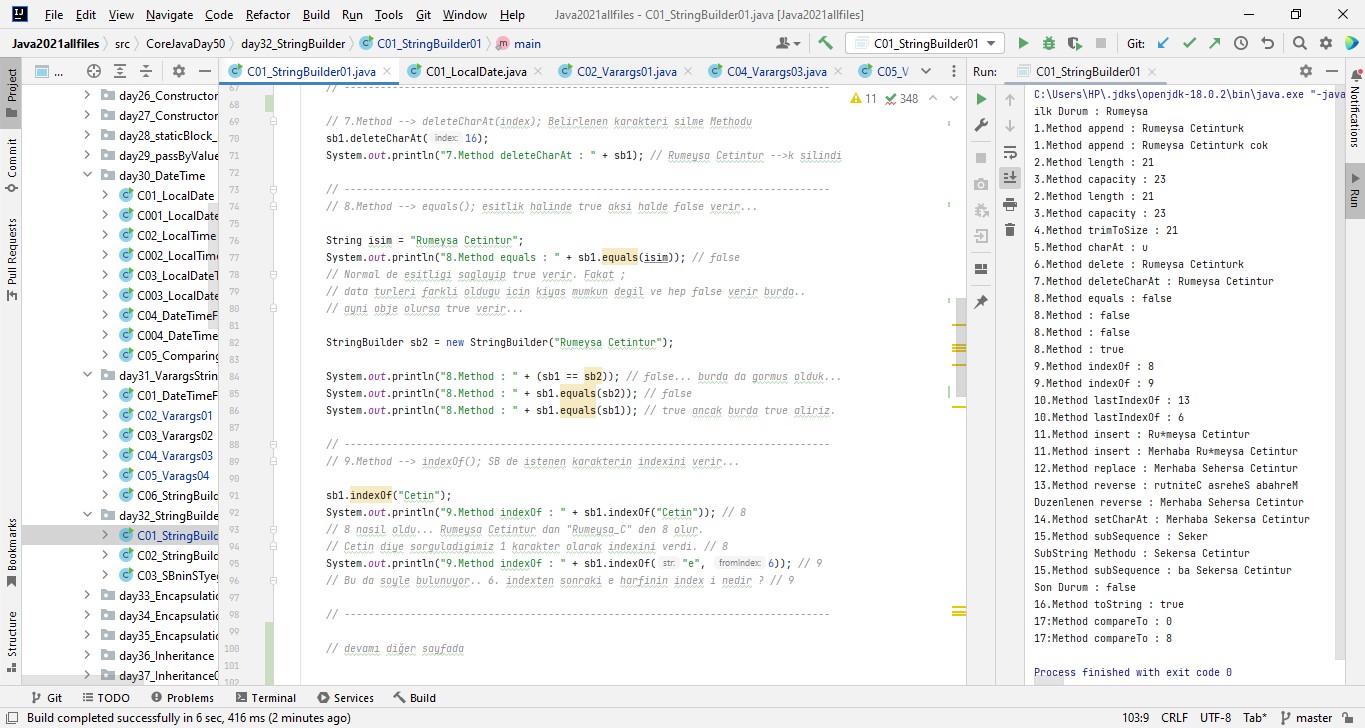 File Edit View Navigate Code Refactor Build Run Tools Git Window Help Java2021allfiles - C01_StringBuilder01.java [Java2021allfiles]
Java2021allfiles src CoreJavaDay50 day32_StringBuilder C01_StringBuilder01 main C01_StringBuilder01 Git:
... C01_StringBuilder01.java C01_LocalDate.java C02_Varargs01.java C04_Varargs03.java C05_V Run: C01_StringBuilder01
Project
Commit
Pull Requests
Bookmarks
Structure
day26_Constructor
day27_Constructor
day28_staticBlock_
day29_passByValue
day30_DateTime
C01_LocalDate
C001_LocalDate
C02_LocalTime
C002_LocalTim
C03_LocalDateT
C003_LocalDate
C04_DateTimeF
C004_DateTime
C05_Comparing
day31_VarargsStrin
C01_DateTimeF
C02_Varargs01
C03_Varargs02
C04_Varargs03
C05_Varags04
C06_StringBuild
day32_StringBuilde
C01_StringBuild
C02_StringBuild
C03_SBninSTyeg
day33_Encapsulatio
day34_Encapsulatio
day35_Encapsulatio
day36_Inheritance
day37_Inheritance0
11 348
67 // --------------------------------------------------------------------------------
68
69 // 7.Method --> deleteCharAt(index); Belirlenen karakteri silme Methodu
70 sb1.deleteCharAt( index: 16);
71 System.out.println("7.Method deleteCharAt : " + sb1); // Rumeysa Cetintur -->k silindi
72
73 // --------------------------------------------------------------------------------
74 // 8.Method --> equals(); esitlik halinde true aksi halde false verir...
75
76 String isim = "Rumeysa Cetintur";
77 System.out.println("8.Method equals : " + sb1.equals(isim)); // false
78 // Normal de esitligi saglayip true verir. Fakat ;
79 // data turleri farkli oldugu icin kiyas mumkun degil ve hep false verir burda..
80 // ayni obje olursa true verir...
81
82 StringBuilder sb2 = new StringBuilder("Rumeysa Cetintur");
83
84 System.out.println("8.Method : " + (sb1 == sb2)); // false... burda da gormus olduk...
85 System.out.println("8.Method : " + sb1.equals(sb2)); // false
86 System.out.println("8.Method : " + sb1.equals(sb1)); // true ancak burda true aliriz.
87
88 // --------------------------------------------------------------------------------
89 // 9.Method --> indexOf(); SB de istenen karakterin indexini verir...
90
91 sb1.indexOf("Cetin");
92 System.out.println("9.Method indexOf : " + sb1.indexOf("Cetin")); // 8
93 // 8 nasil oldu... Rumeysa Cetintur dan "Rumeysa_C" den 8 olur.
94 // Cetin diye sorguladigimiz 1 karakter olarak indexini verdi. // 8
95 System.out.println("9.Method indexOf : " + sb1.indexOf( str: "e", fromIndex: 6)); // 9
96 // Bu da soyle bulunuyor.. 6. indexten sonraki e harfinin index i nedir ? // 9
97
98 // --------------------------------------------------------------------------------
99
100 // devamı diğer sayfada
101
102
C:\Users\HP\.jdks\openjdk-18.0.2\bin\java.exe "-java
ilk Durum : Rumeysa
1.Method append : Rumeysa Cetinturk
1.Method append : Rumeysa Cetinturk cok
2.Method length : 21
3.Method capacity : 23
2.Method length : 21
3.Method capacity : 23
4.Method trimToSize : 21
5.Method charAt : u
6.Method delete : Rumeysa Cetinturk
7.Method deleteCharAt : Rumeysa Cetintur
8.Method equals : false
8.Method : false
8.Method : false
8.Method : true
9.Method indexOf : 8
9.Method indexOf : 9
10.Method lastIndexOf : 13
10.Method lastIndexOf : 6
11.Method insert : Ru*meysa Cetintur
11.Method insert : Merhaba Ru*meysa Cetintur
12.Method replace : Merhaba Sehersa Cetintur
13.Method reverse : rutniteC asreheS abahreM
Duzenlenen reverse : Merhaba Sehersa Cetintur
14.Method setCharAt : Merhaba Sekersa Cetintur
15.Method subSequence : Seker
SubString Methodu : Sekersa Cetintur
15.Method subSequence : ba Sekersa Cetintur
Son Durum : false
16.Method toString : true
17:Method compareTo : 0
17:Method compareTo : 8
Process finished with exit code 0
Notifications
Run
Git TODO Problems Terminal Services Build
Build completed successfully in 6 sec, 416 ms (2 minutes ago) 103:9 CRLF UTF-8 Tab* master